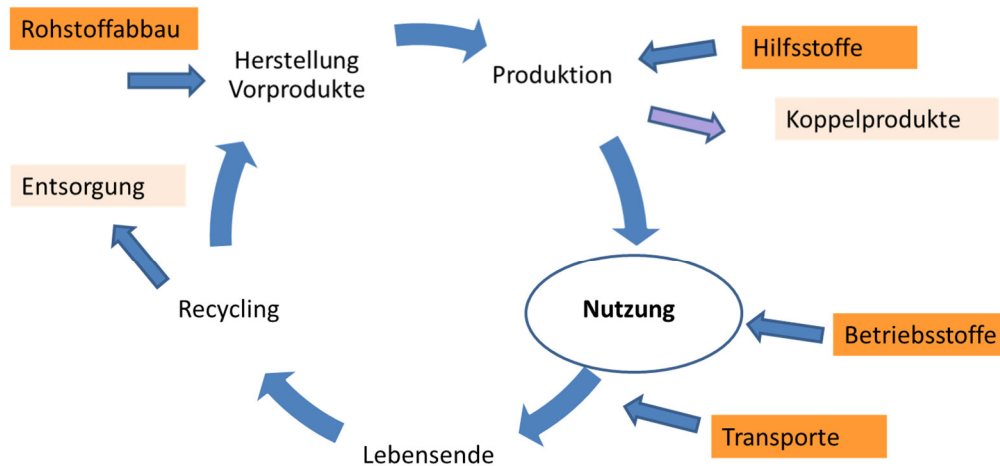 Rohstoffabbau
Herstellung
Vorprodukte
Produktion
Hilfsstoffe
Koppelprodukte
Entsorgung
Recycling
Nutzung
Betriebsstoffe
Transporte
Lebensende